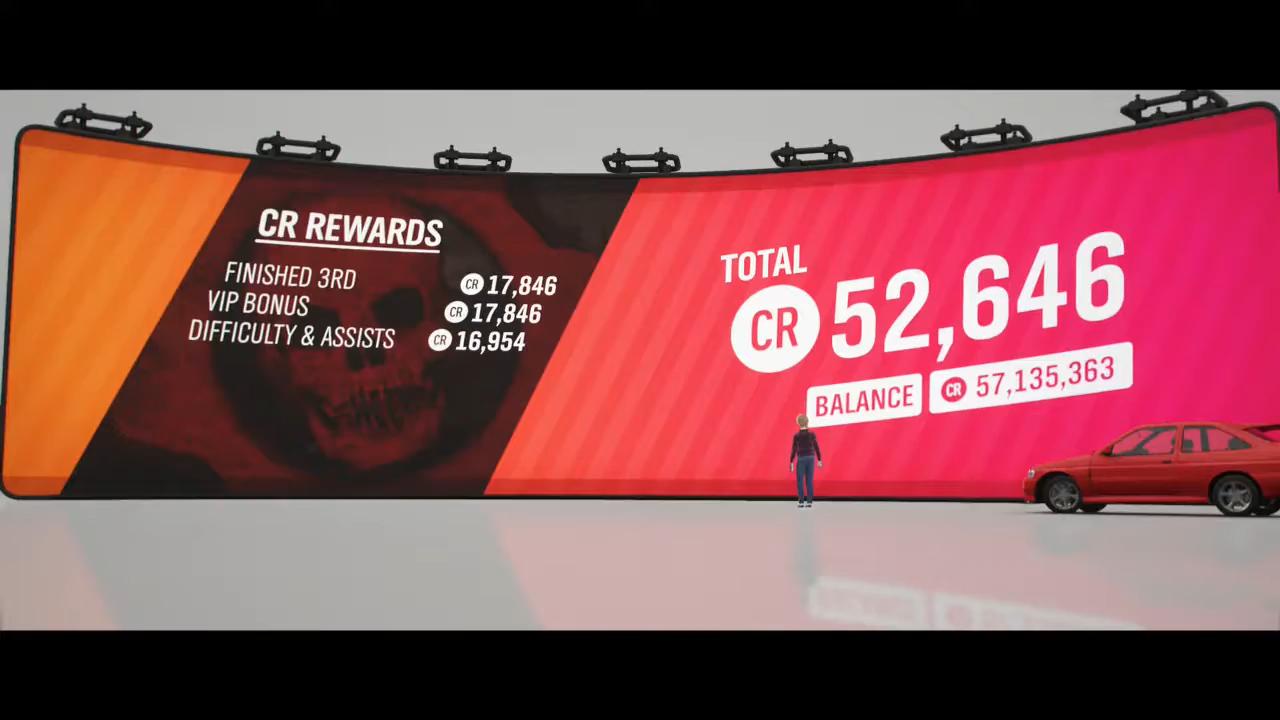 CR REWARDS
FINISHED 3RD CR 17,846
VIP BONUS CR 17,846
DIFFICULTY & ASSISTS CR 16,954
TOTAL
CR 52,646
BALANCE CR 57,135,363